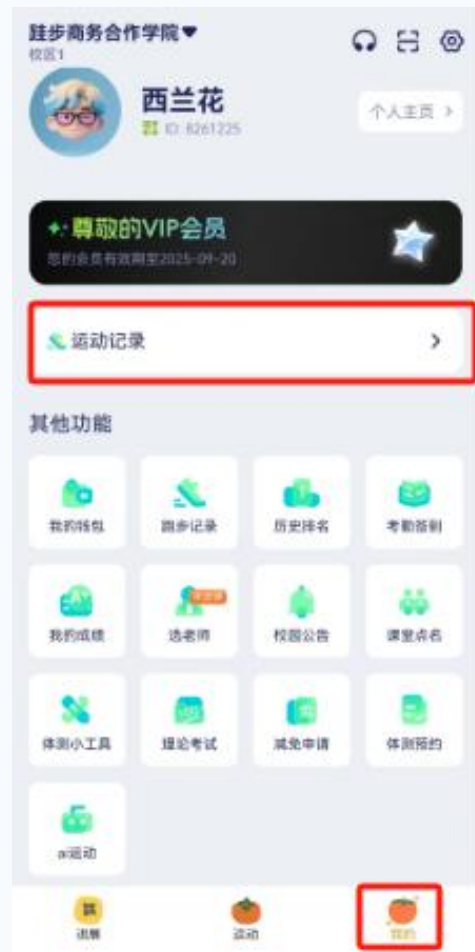 跬步商务合作学院▼
校区1
西兰花
ID: 8261225
个人主页 >
尊敬的VIP会员
您的会员有效期至2025-09-20
运动记录 >
其他功能
我的钱包 跑步记录 历史排名 考勤签到
我的成绩 选老师 校园公告 课堂点名
体测小工具 理论考试 减免申请 体测预约
ai运动
进展 运动 我的